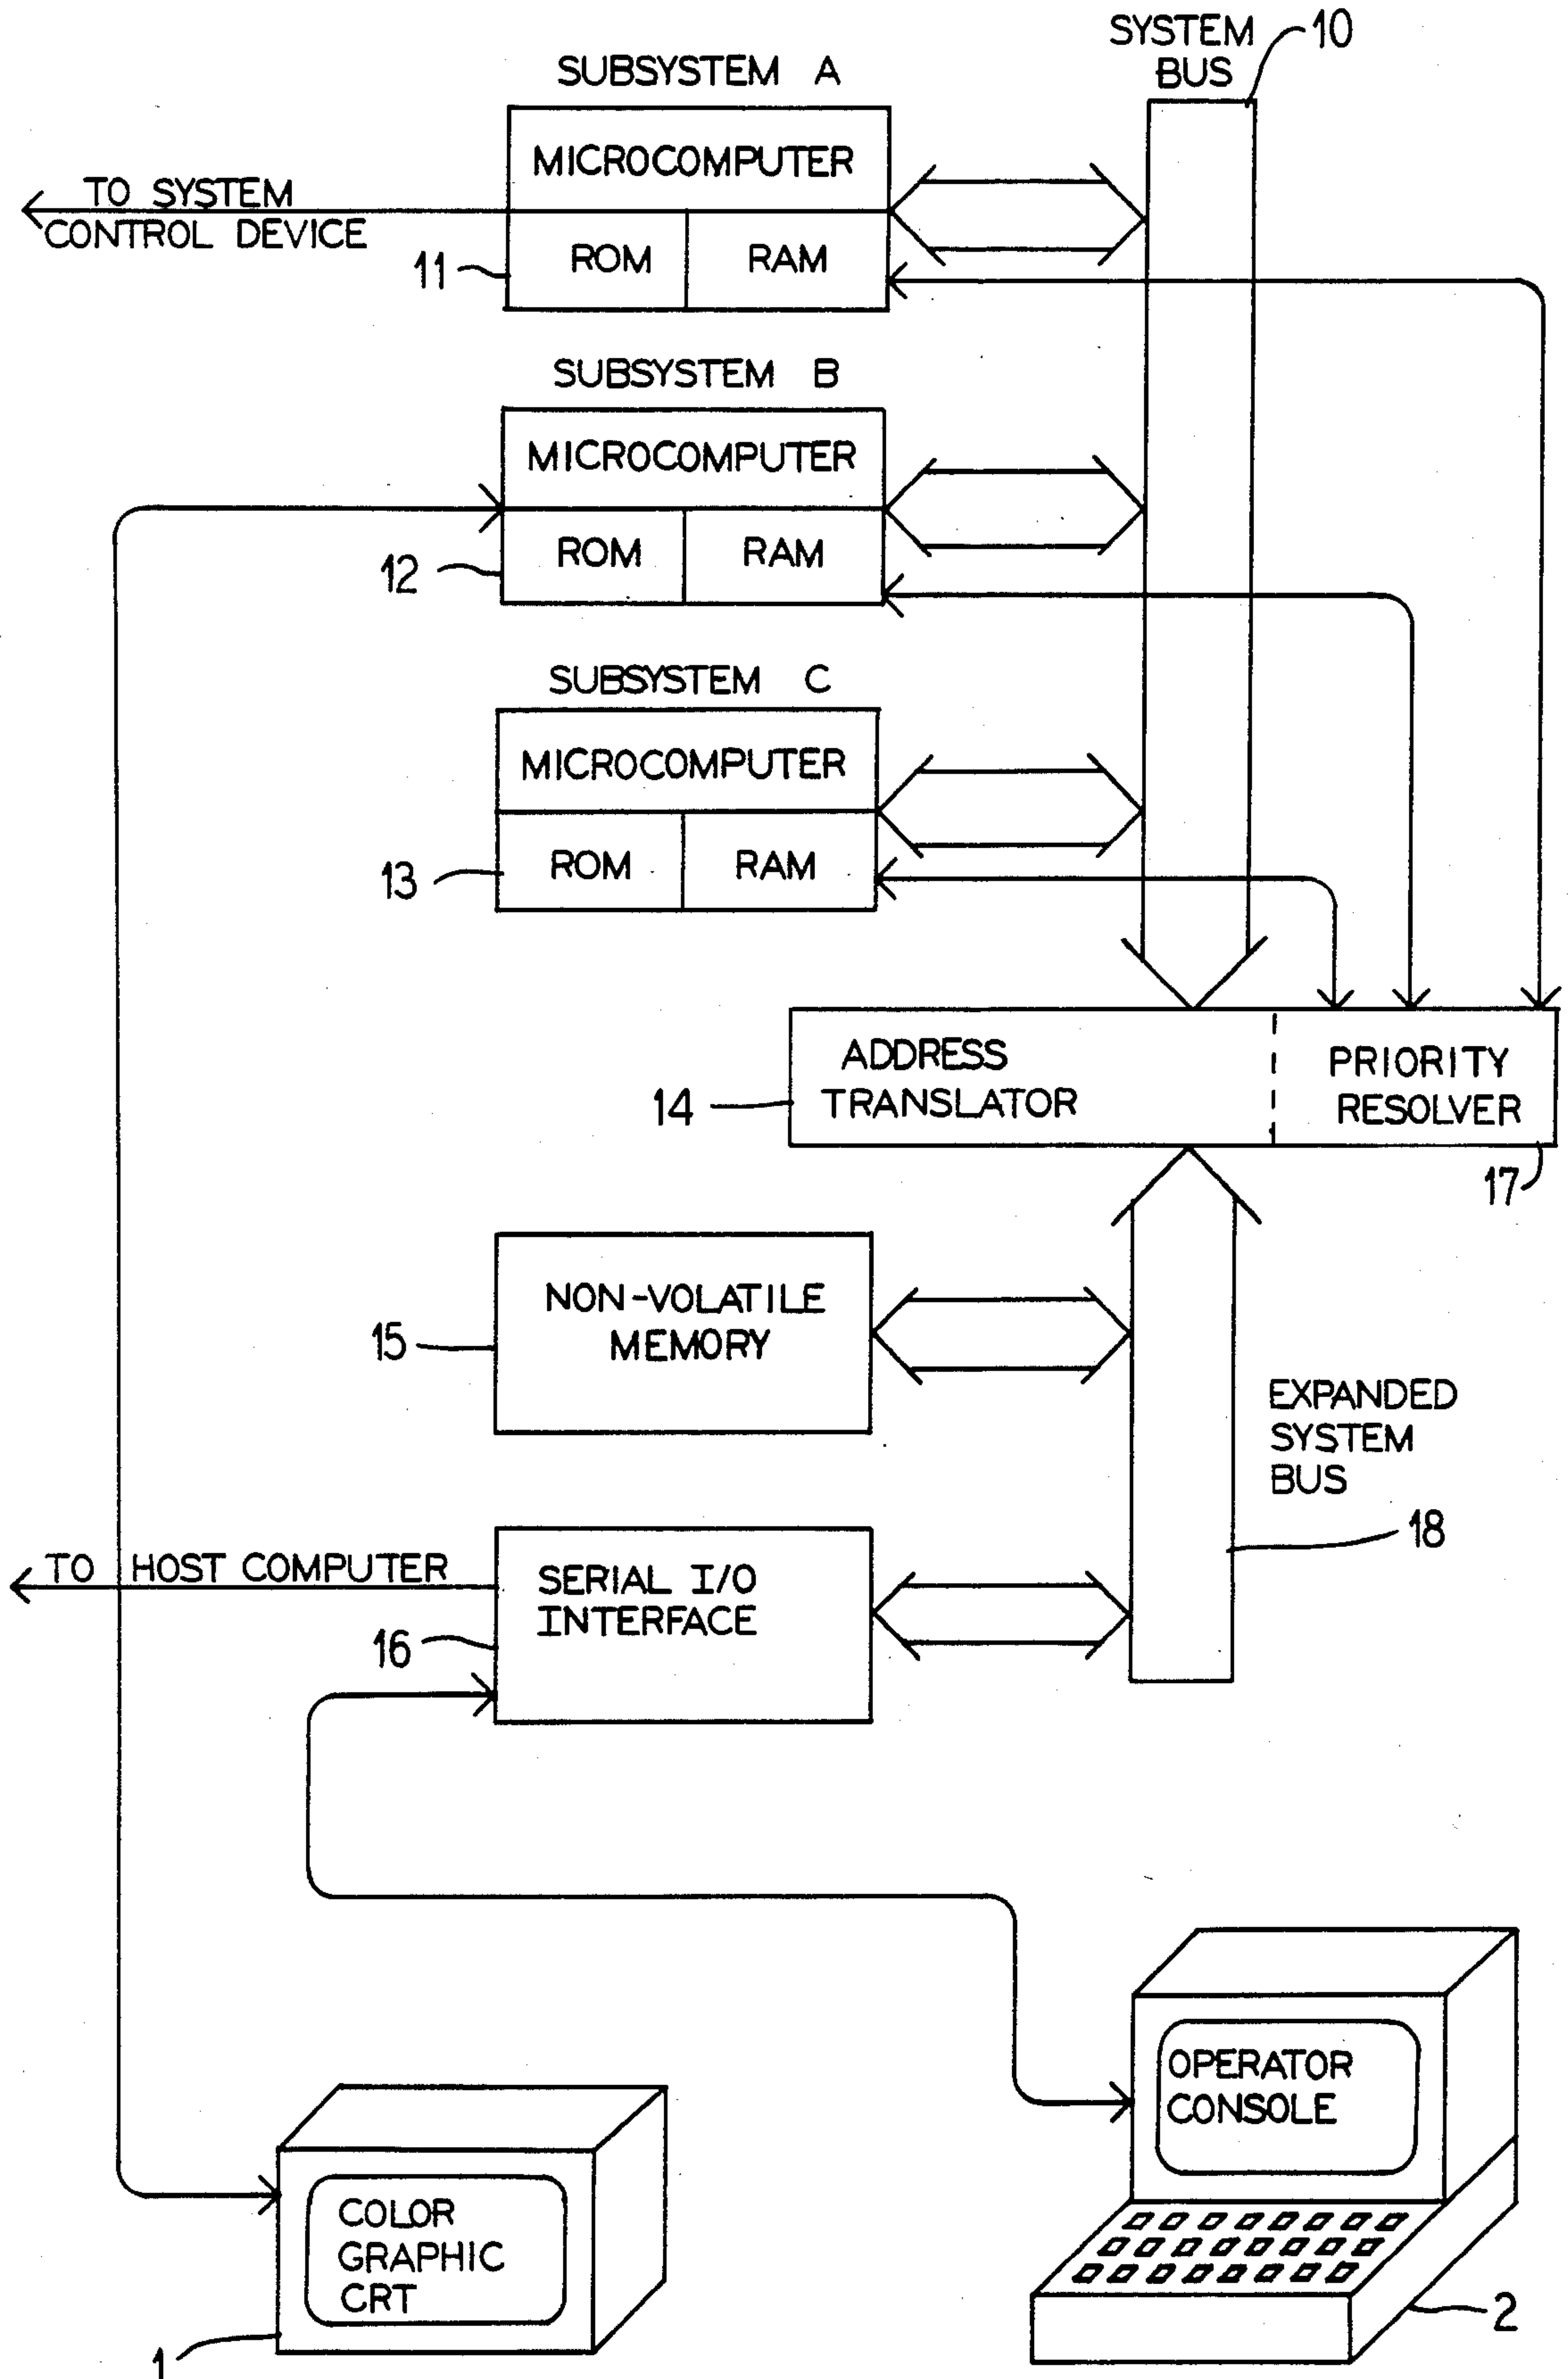 SYSTEM
BUS
10
SUBSYSTEM A
MICROCOMPUTER
ROM
RAM
11
TO SYSTEM
CONTROL DEVICE
SUBSYSTEM B
MICROCOMPUTER
ROM
RAM
12
SUBSYSTEM C
MICROCOMPUTER
ROM
RAM
13
ADDRESS
TRANSLATOR
14
PRIORITY
RESOLVER
17
NON-VOLATILE
MEMORY
15
EXPANDED
SYSTEM
BUS
18
TO HOST COMPUTER
SERIAL I/O
INTERFACE
16
OPERATOR
CONSOLE
2
COLOR
GRAPHIC
CRT
1